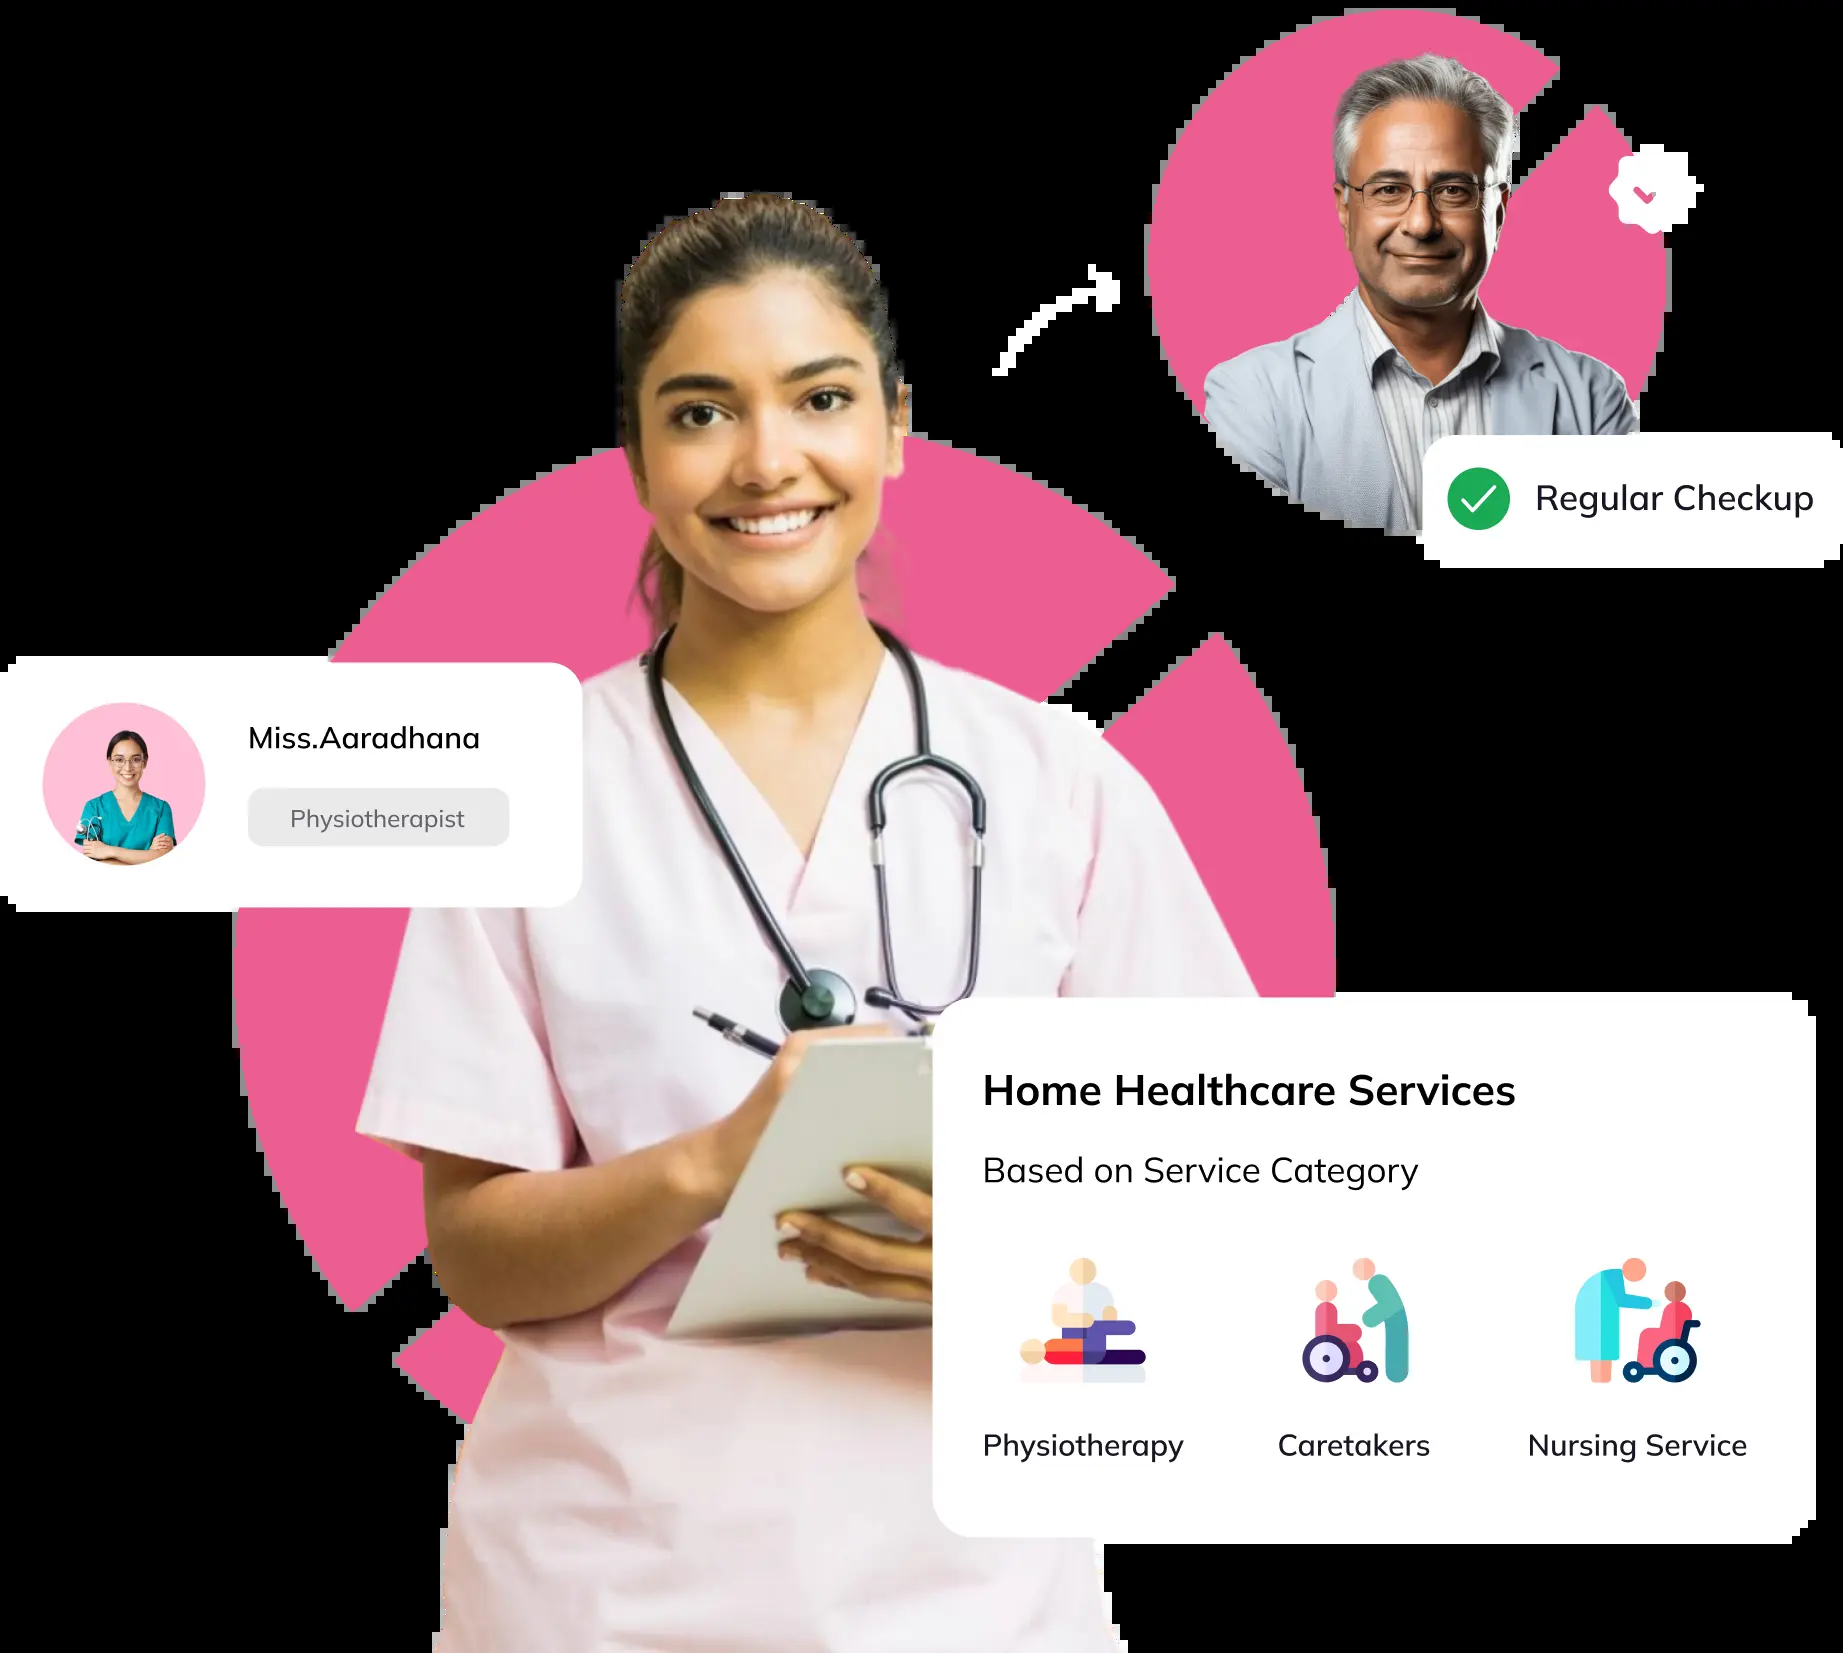 Regular Checkup
Miss.Aaradhana
Physiotherapist
Home Healthcare Services
Based on Service Category
Physiotherapy
Caretakers
Nursing Service